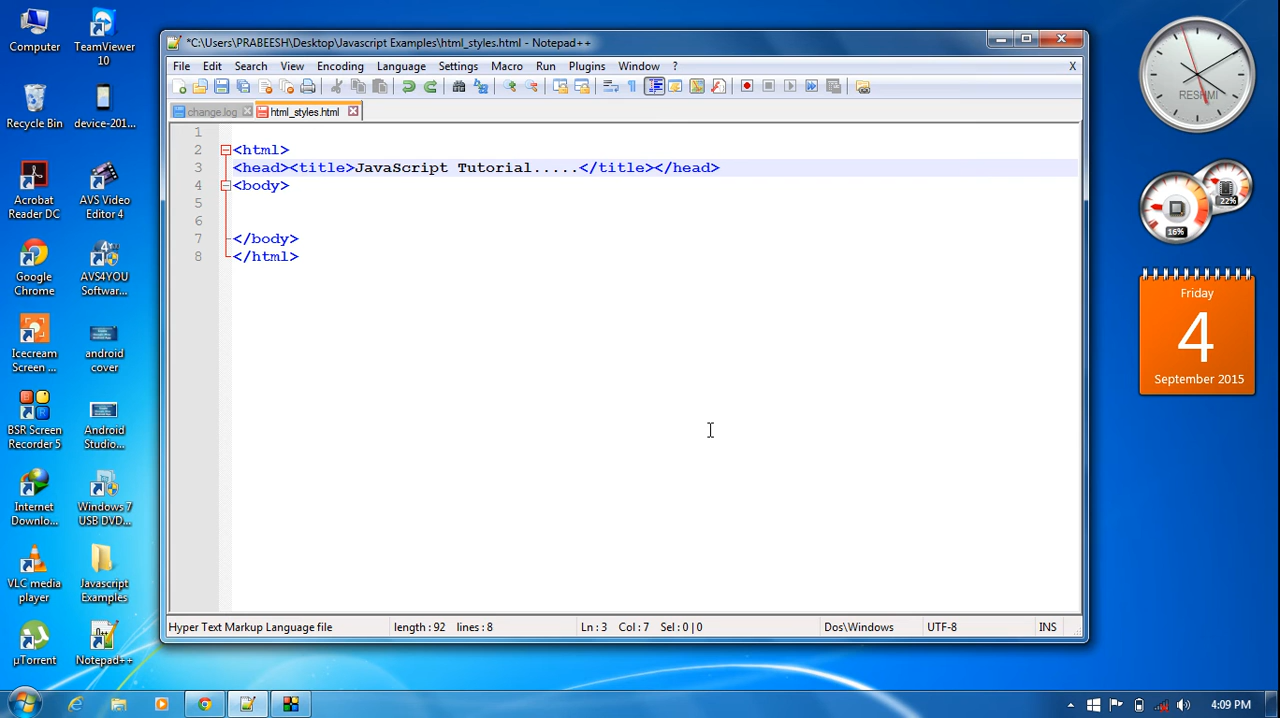 *C:\Users\PRABEESH\Desktop\Javascript Examples\html_styles.html - Notepad++
File Edit Search View Encoding Language Settings Macro Run Plugins Window ? X
change.log html_styles.html
1
2 <html>
3 <head><title>JavaScript Tutorial.....</title></head>
4 <body>
5
6
7 </body>
8 </html>
Hyper Text Markup Language file length : 92 lines : 8 Ln : 3 Col : 7 Sel : 0 | 0 Dos\Windows UTF-8 INS
Computer
TeamViewer
10
Recycle Bin
device-201...
Acrobat
Reader DC
AVS Video
Editor 4
Google
Chrome
AVS4YOU
Softwar...
Icecream
Screen ...
android
cover
BSR Screen
Recorder 5
Android
Studio...
Internet
Downlo...
Windows 7
USB DVD...
VLC media
player
Javascript
Examples
µTorrent
Notepad++
RESHMI
22%
16%
Friday
4
September 2015
4:09 PM